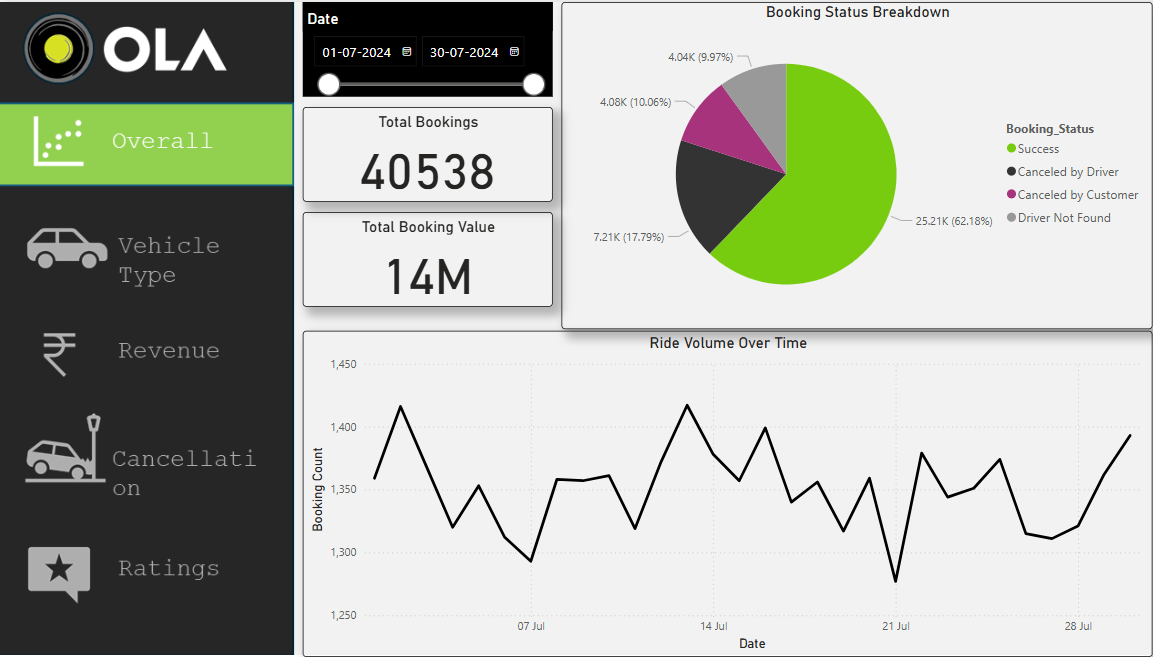 OLA
Overall
Vehicle
Type
Revenue
Cancellati
on
Ratings
Date
01-07-2024
30-07-2024
Total Bookings
40538
Total Booking Value
14M
Booking Status Breakdown
4.04K (9.97%)
4.08K (10.06%)
7.21K (17.79%)
25.21K (62.18%)
Booking_Status
Success
Canceled by Driver
Canceled by Customer
Driver Not Found
Ride Volume Over Time
Booking Count
1,450
1,400
1,350
1,300
1,250
07 Jul
14 Jul
21 Jul
28 Jul
Date